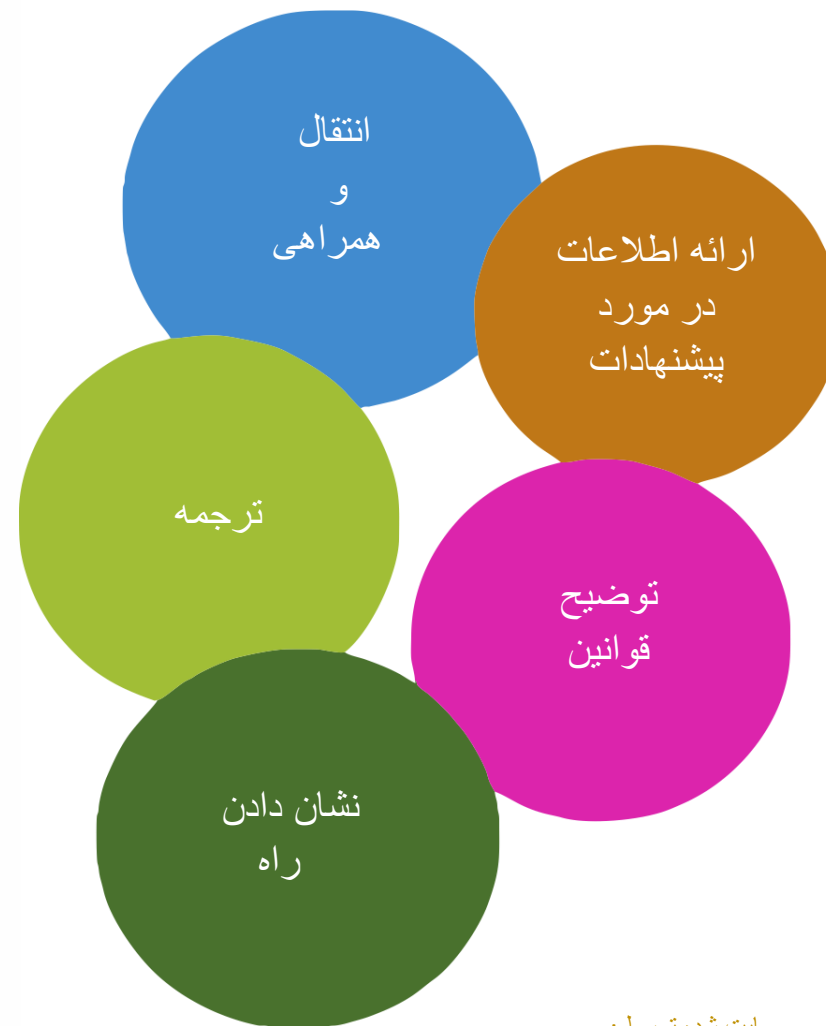 انتقال
و
همراهی
ارائه اطلاعات
در مورد
پیشنهادات
ترجمه
توضیح
قوانین
نشان دادن
راه